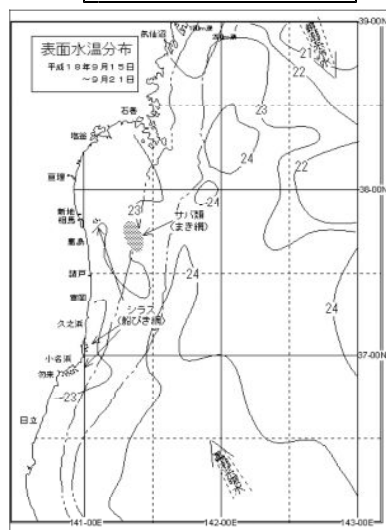 気仙沼
39-00N
表面水温分布
平成18年9月15日
～9月21日
21
22
23
石巻
塩釜
24
22
亘理
38-00N
24
23
新地
相馬
サバ類
(まき網)
鹿島
請戸
24
24
富岡
シラス
(船びき網)
久之浜
小名浜
37-00N
勿来
23
日立
141-00E
142-00E
143-00E